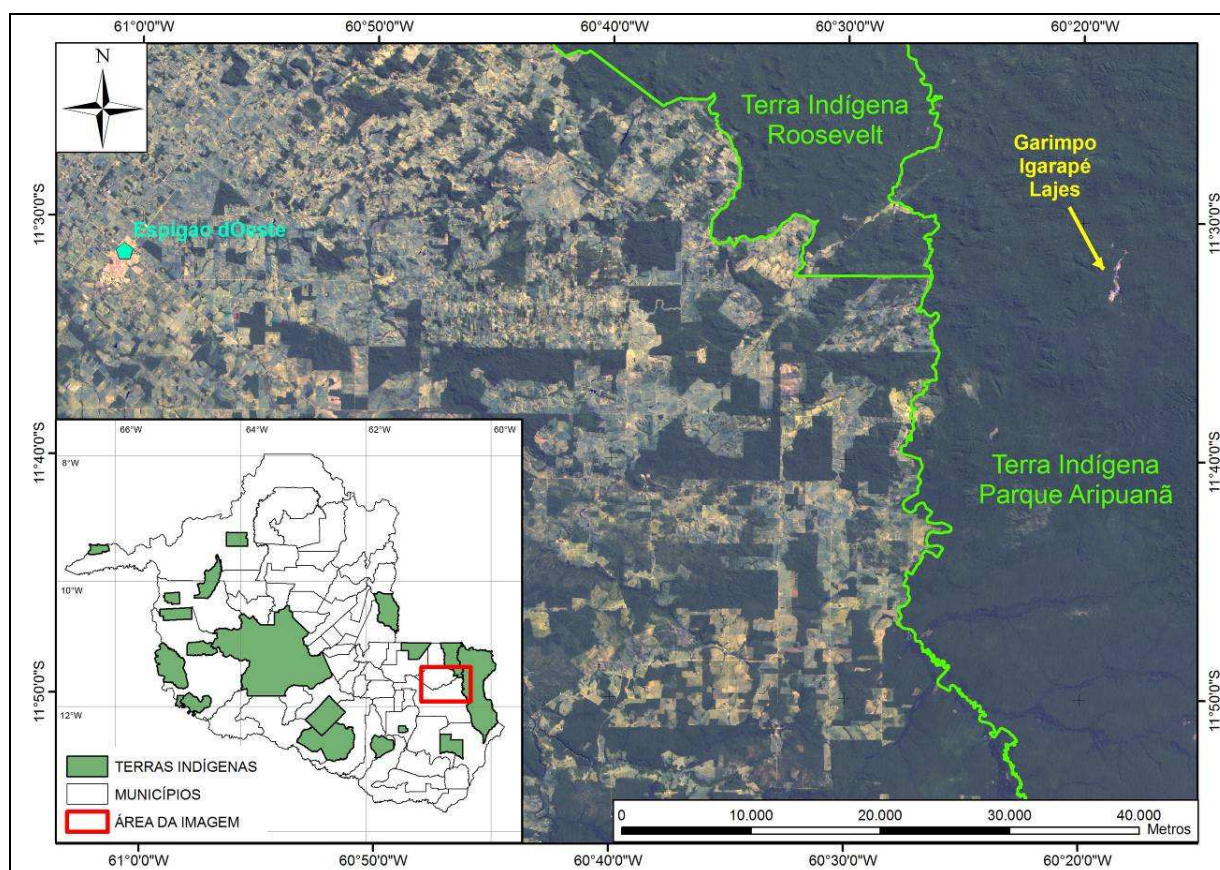 61°0'0"W
60°50'0"W
60°40'0"W
60°30'0"W
60°20'0"W
N
Terra Indígena
Roosevelt
Garimpo
Igarapé
Lajes
11°30'0"S
11°30'0"S
Espigao dOeste
11°40'0"S
11°40'0"S
Terra Indígena
Parque Aripuanã
66°W
64°W
62°W
60°W
8°W
10°W
12°W
11°50'0"S
11°50'0"S
TERRAS INDÍGENAS
MUNICÍPIOS
ÁREA DA IMAGEM
0
10.000
20.000
30.000
40.000
Metros
61°0'0"W
60°50'0"W
60°40'0"W
60°30'0"W
60°20'0"W